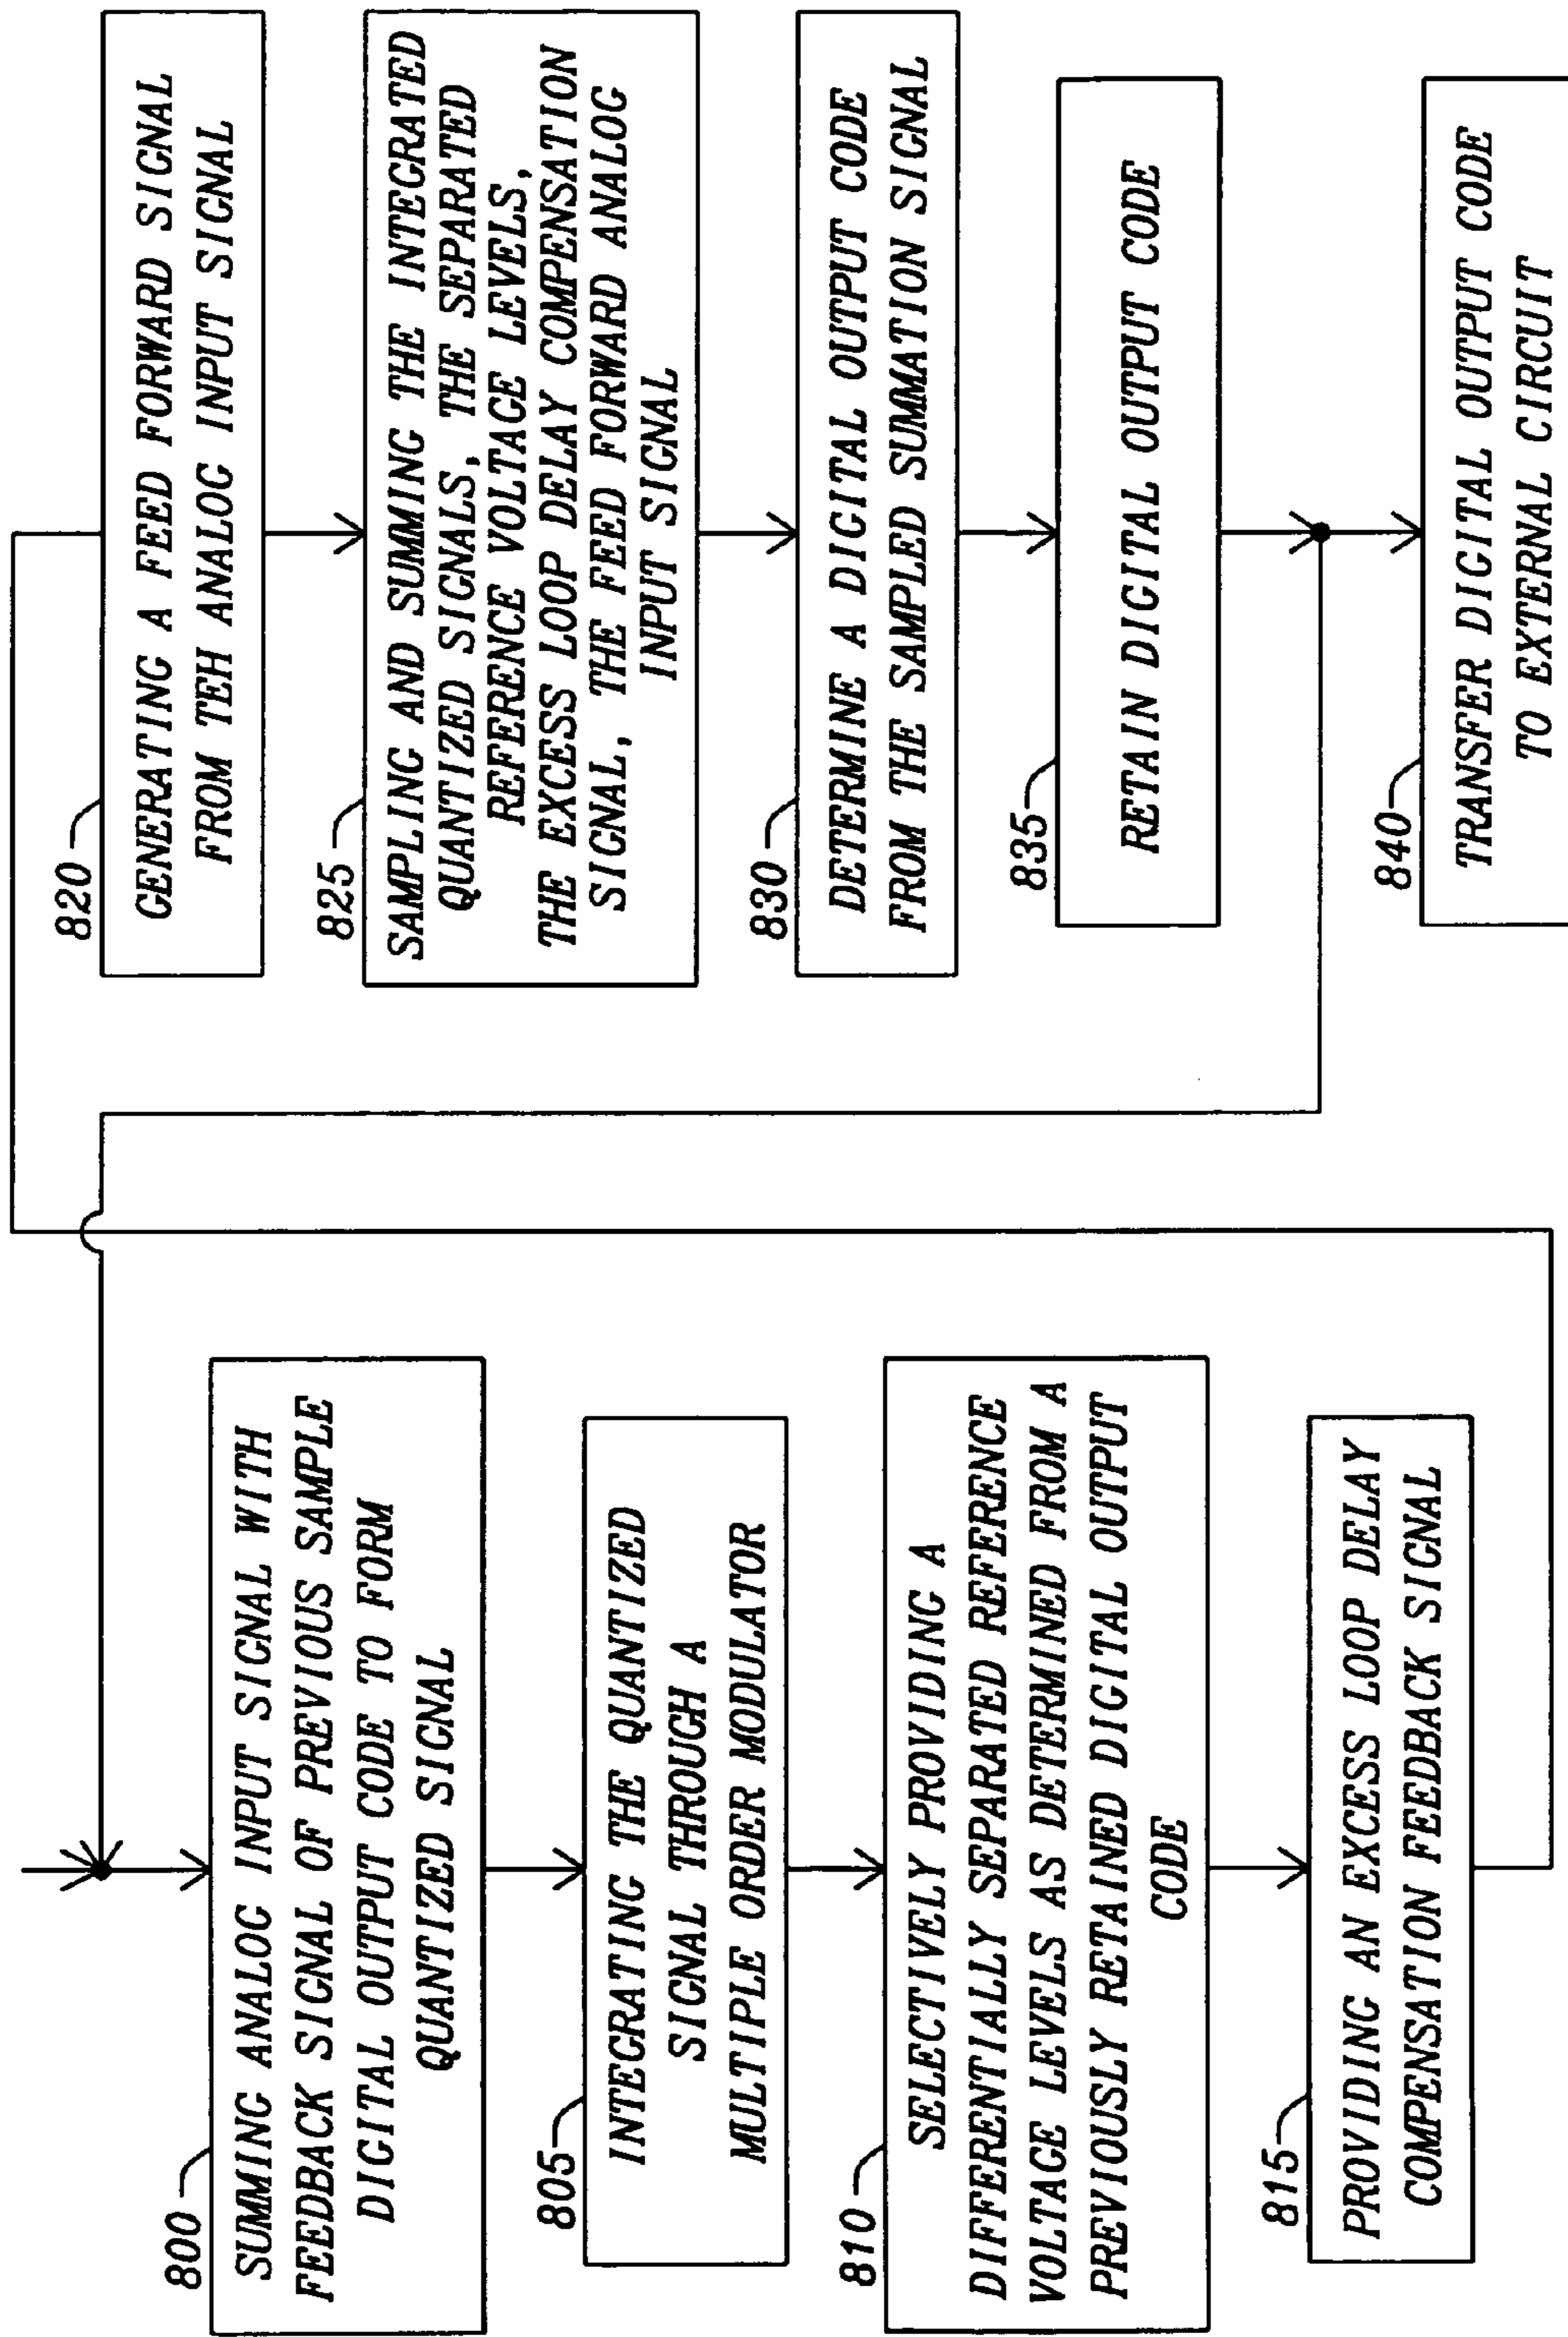 800
SUMMING ANALOG INPUT SIGNAL WITH
FEEDBACK SIGNAL OF PREVIOUS SAMPLE
DIGITAL OUTPUT CODE TO FORM
QUANTIZED SIGNAL
805
INTEGRATING THE QUANTIZED
SIGNAL THROUGH A
MULTIPLE ORDER MODULATOR
810
SELECTIVELY PROVIDING A
DIFFERENTIALLY SEPARATED REFERENCE
VOLTAGE LEVELS AS DETERMINED FROM A
PREVIOUSLY RETAINED DIGITAL OUTPUT
CODE
815
PROVIDING AN EXCESS LOOP DELAY
COMPENSATION FEEDBACK SIGNAL
820
GENERATING A FEED FORWARD SIGNAL
FROM TEH ANALOG INPUT SIGNAL
825
SAMPLING AND SUMMING THE INTEGRATED
QUANTIZED SIGNALS, THE SEPARATED
REFERENCE VOLTAGE LEVELS,
THE EXCESS LOOP DELAY COMPENSATION
SIGNAL, THE FEED FORWARD ANALOG
INPUT SIGNAL
830
DETERMINE A DIGITAL OUTPUT CODE
FROM THE SAMPLED SUMMATION SIGNAL
835
RETAIN DIGITAL OUTPUT CODE
840
TRANSFER DIGITAL OUTPUT CODE
TO EXTERNAL CIRCUIT